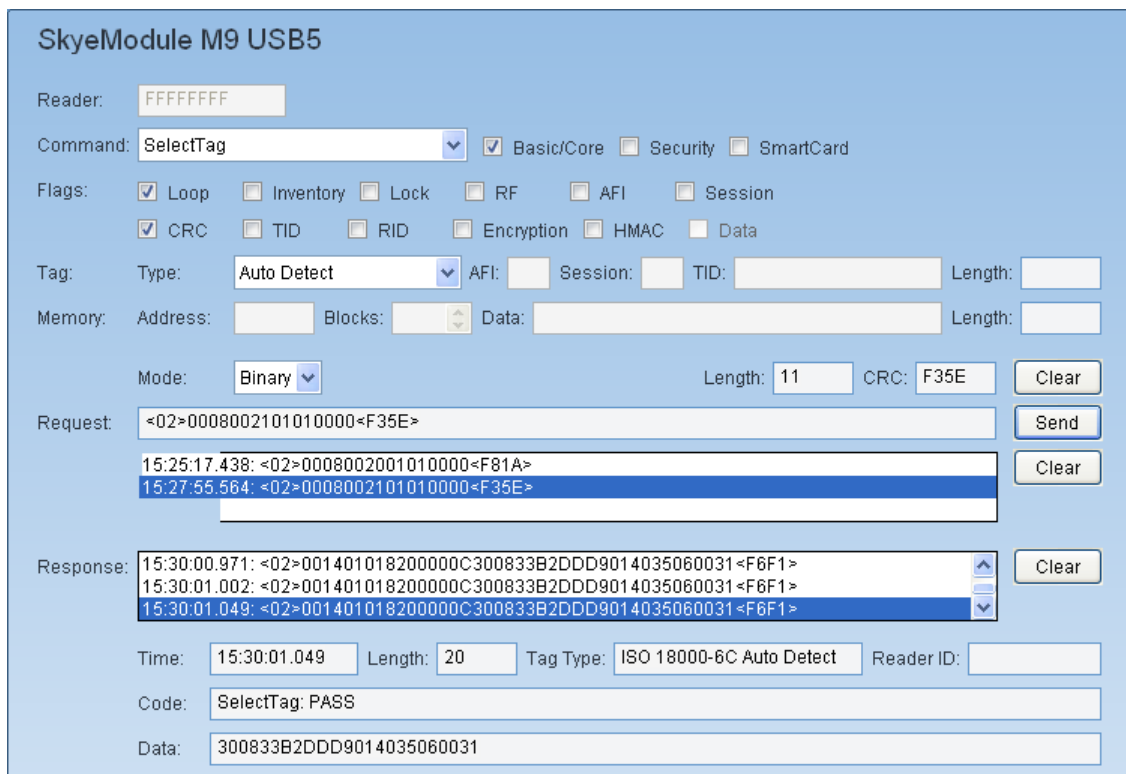 SkyeModule M9 USB5
Reader: FFFFFFFF
Command: SelectTag Basic/Core Security SmartCard
Flags: Loop Inventory Lock RF AFI Session
CRC TID RID Encryption HMAC Data
Tag: Type: Auto Detect AFI: Session: TID: Length:
Memory: Address: Blocks: Data: Length:
Mode: Binary Length: 11 CRC: F35E Clear
Request: <02>0008002101010000<F35E> Send
15:25:17.438: <02>0008002001010000<F81A> Clear
15:27:55.564: <02>0008002101010000<F35E>
Response: 15:30:00.971: <02>001401018200000C300833B2DDD9014035060031<F6F1> Clear
15:30:01.002: <02>001401018200000C300833B2DDD9014035060031<F6F1>
15:30:01.049: <02>001401018200000C300833B2DDD9014035060031<F6F1>
Time: 15:30:01.049 Length: 20 Tag Type: ISO 18000-6C Auto Detect Reader ID:
Code: SelectTag: PASS
Data: 300833B2DDD9014035060031